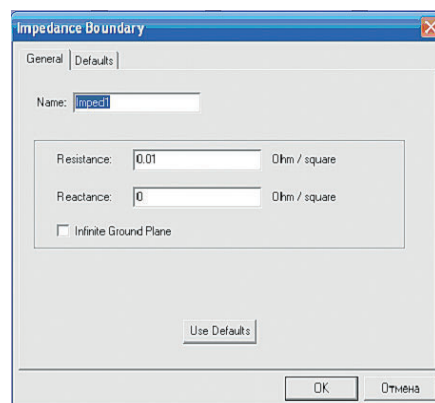 Impedance Boundary
General Defaults
Name: Imped1
Resistance: 0.01 Ohm / square
Reactance: 0 Ohm / square
Infinite Ground Plane
Use Defaults
OK Отмена